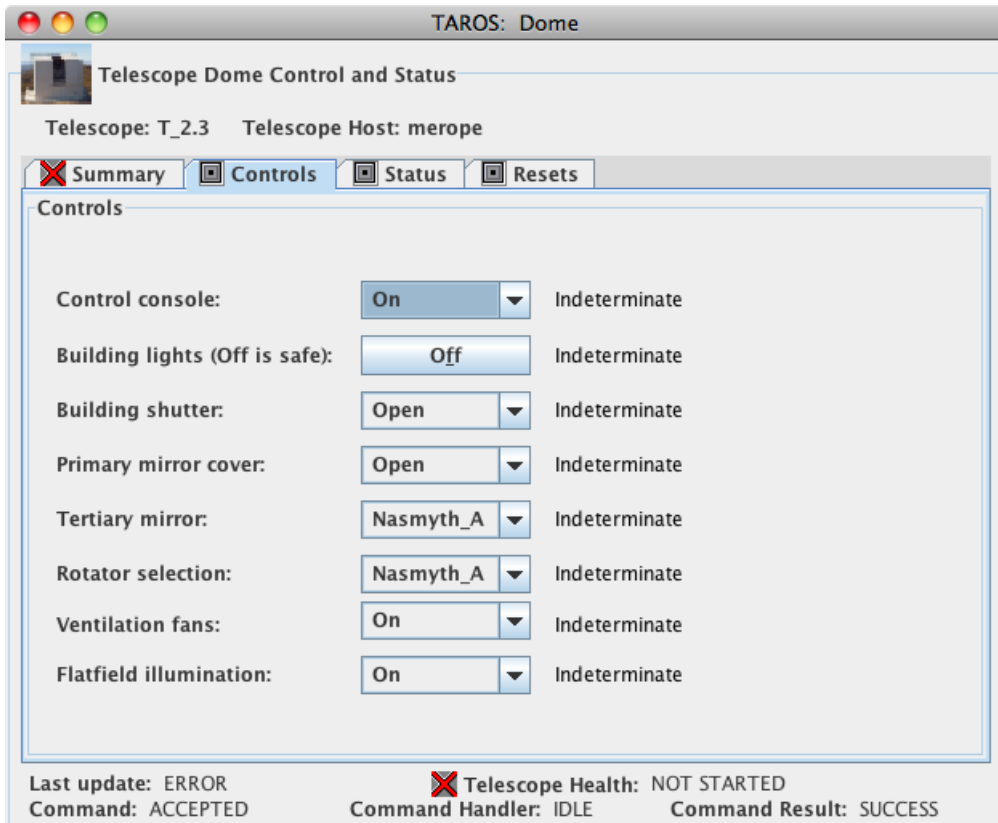 TAROS: Dome
Telescope Dome Control and Status
Telescope: T_2.3 Telescope Host: merope
Summary Controls Status Resets
Controls
Control console: On Indeterminate
Building lights (Off is safe): Off Indeterminate
Building shutter: Open Indeterminate
Primary mirror cover: Open Indeterminate
Tertiary mirror: Nasmyth_A Indeterminate
Rotator selection: Nasmyth_A Indeterminate
Ventilation fans: On Indeterminate
Flatfield illumination: On Indeterminate
Last update: ERROR Telescope Health: NOT STARTED
Command: ACCEPTED Command Handler: IDLE Command Result: SUCCESS